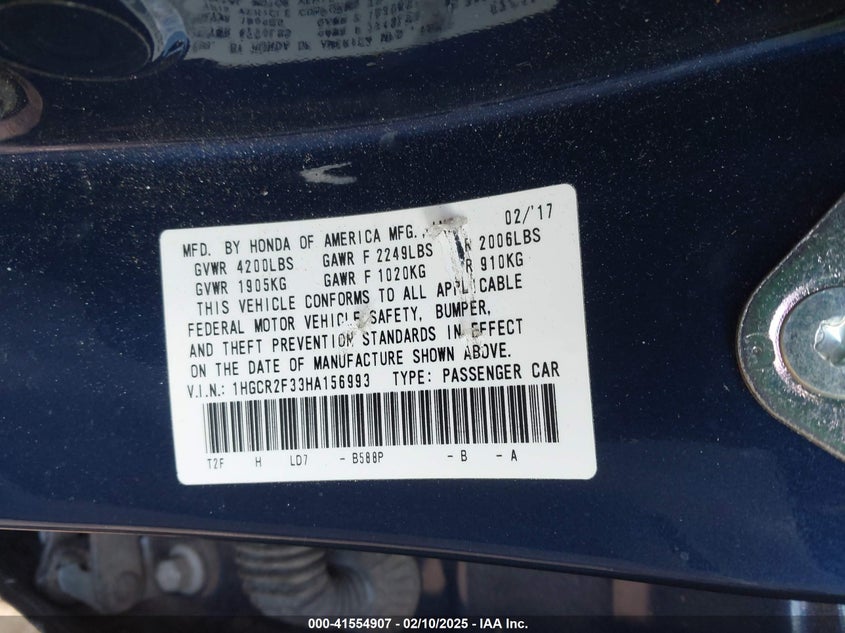 02/'17
MFD. BY HONDA OF AMERICA MFG.
GVWR 4200LBS GAWR F 2249LBS R 2006LBS
GVWR 1905KG GAWR F 1020KG R 910KG
THIS VEHICLE CONFORMS TO ALL APPLICABLE
FEDERAL MOTOR VEHICLE SAFETY, BUMPER,
AND THEFT PREVENTION STANDARDS IN EFFECT
ON THE DATE OF MANUFACTURE SHOWN ABOVE.
V.I.N.: 1HGCR2F33HA156993 TYPE: PASSENGER CAR
T2F H LD7 - B588P - B - A
000-41554907 — 02/10/2025 — IAA Inc.